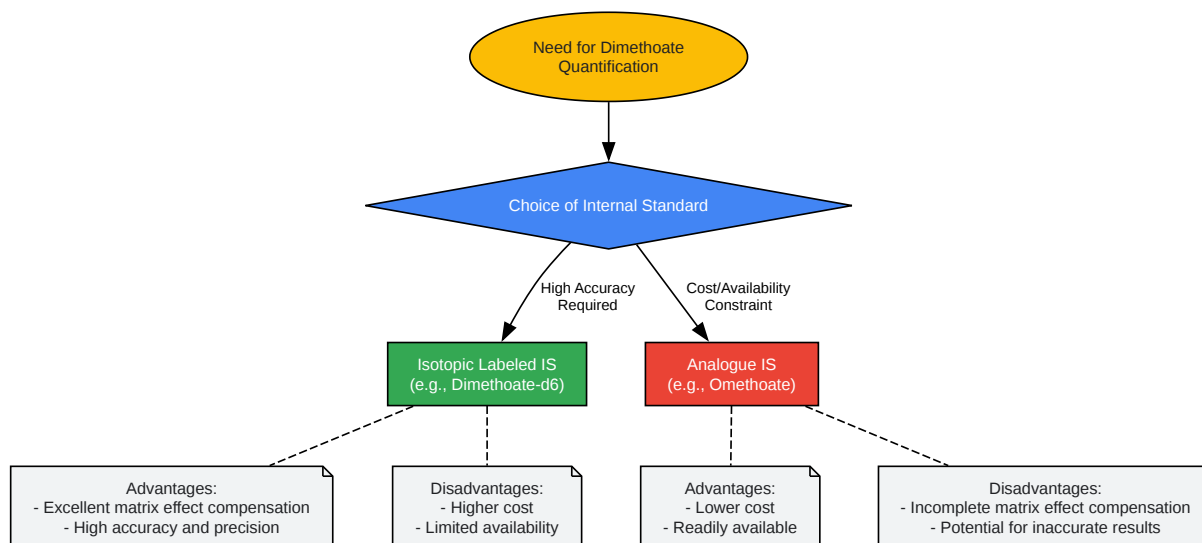 Need for Dimethoate
Quantification
Choice of Internal Standard
High Accuracy
Required
Cost/Availability
Constraint
Isotopic Labeled IS
(e.g., Dimethoate-d6)
Analogue IS
(e.g., Omethoate)
Advantages:
- Excellent matrix effect compensation
- High accuracy and precision
Disadvantages:
- Higher cost
- Limited availability
Advantages:
- Lower cost
- Readily available
Disadvantages:
- Incomplete matrix effect compensation
- Potential for inaccurate results